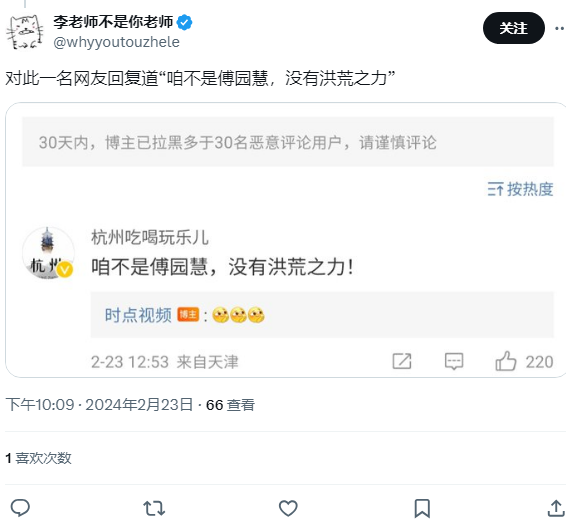 李老师不是你老师
@whyyoutouzhele
关注
对此一名网友回复道“咱不是傅园慧，没有洪荒之力”
30天内，博主已拉黑多于30名恶意评论用户，请谨慎评论
按热度
杭州吃喝玩乐儿
杭州
咱不是傅园慧，没有洪荒之力！
时点视频 博主 :
2-23 12:53 来自天津
220
下午10:09 · 2024年2月23日 · 66 查看
1 喜欢次数